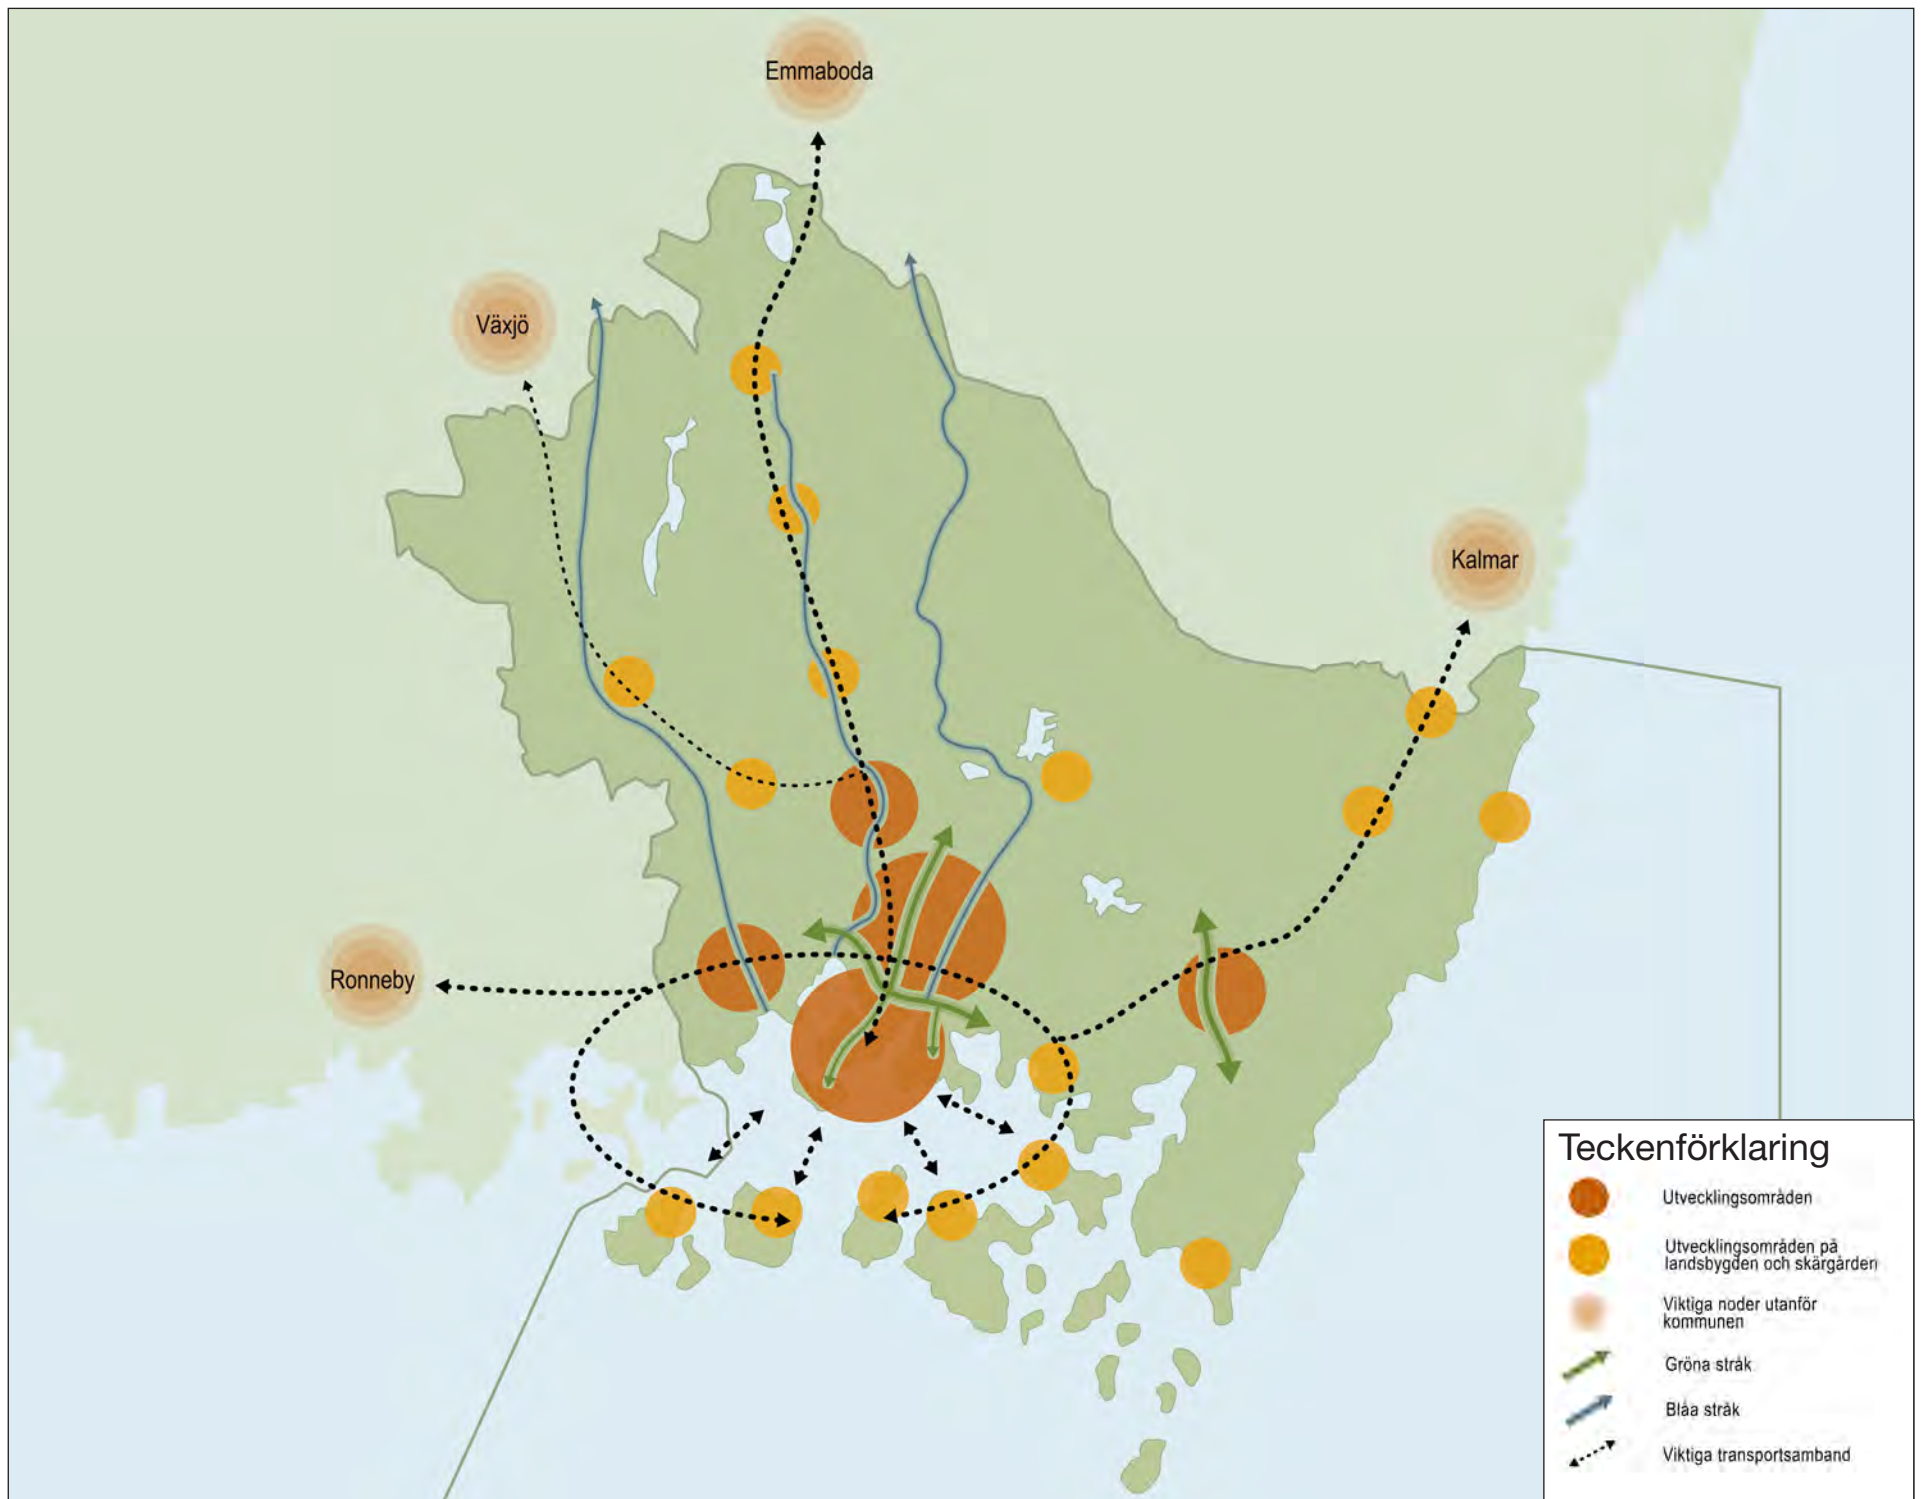 Emmaboda
Växjö
Kalmar
Ronneby
Teckenförklaring
Utvecklingsområden
Utvecklingsområden på
landsbygden och skärgården
Viktiga noder utanför
kommunen
Gröna stråk
Blåa stråk
Viktiga transportsamband